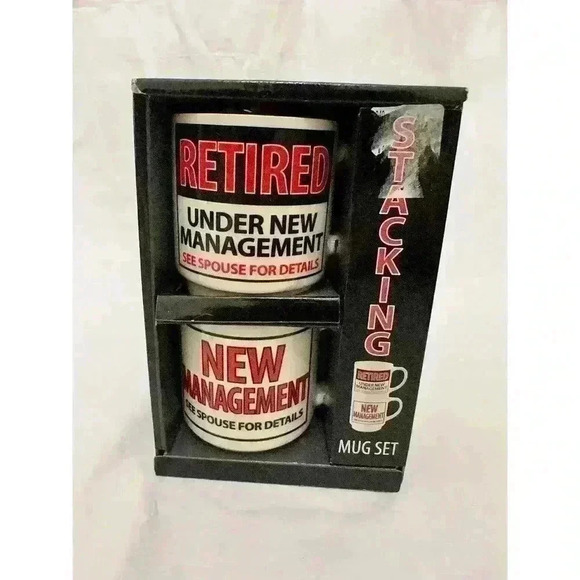 RETIRED
UNDER NEW
MANAGEMENT
SEE SPOUSE FOR DETAILS
NEW
MANAGEMENT
SEE SPOUSE FOR DETAILS
STACKING
RETIRED
UNDER NEW
MANAGEMENT
NEW
MANAGEMENT
MUG SET